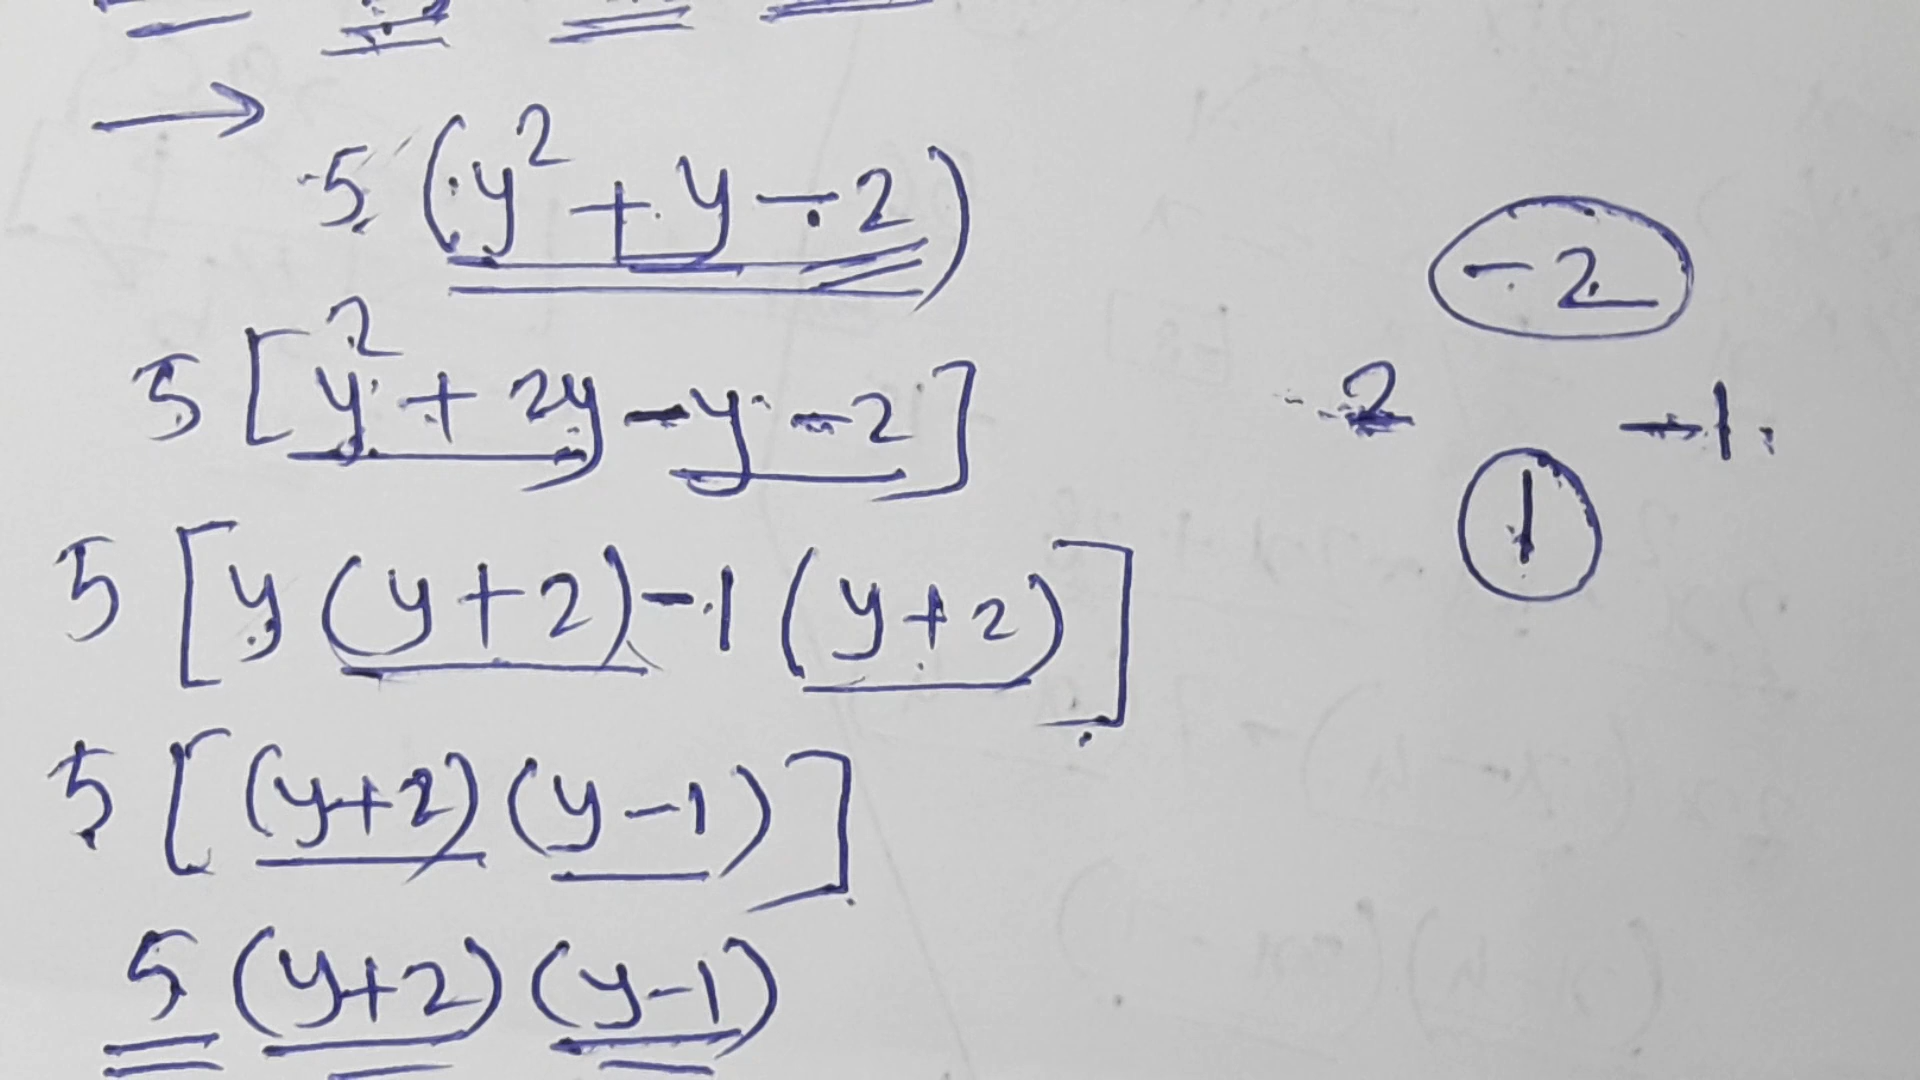 → 5 (y² + y - 2)
-2
5 [y² + 2y - y - 2]
2 -1
1
5 [y (y+2) -1 (y+2)]
5 [(y+2) (y-1)]
5 (y+2) (y-1)